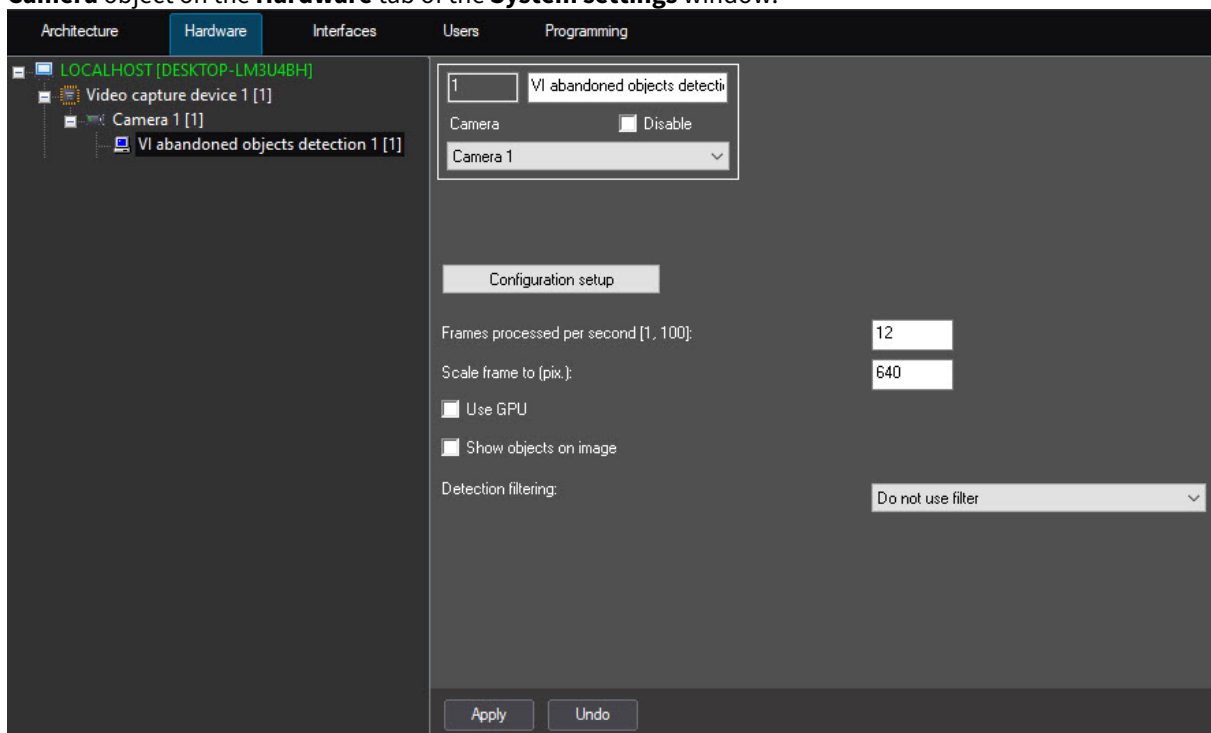 Camera object on the Hardware tab of the System settings window.
Architecture Hardware Interfaces Users Programming
LOCALHOST [DESKTOP-LM3U4BH]
Video capture device 1 [1]
Camera 1 [1]
VI abandoned objects detection 1 [1]
1 VI abandoned objects detecti
Camera Disable
Camera 1
Configuration setup
Frames processed per second [1, 100]: 12
Scale frame to (pix.): 640
Use GPU
Show objects on image
Detection filtering: Do not use filter
Apply Undo